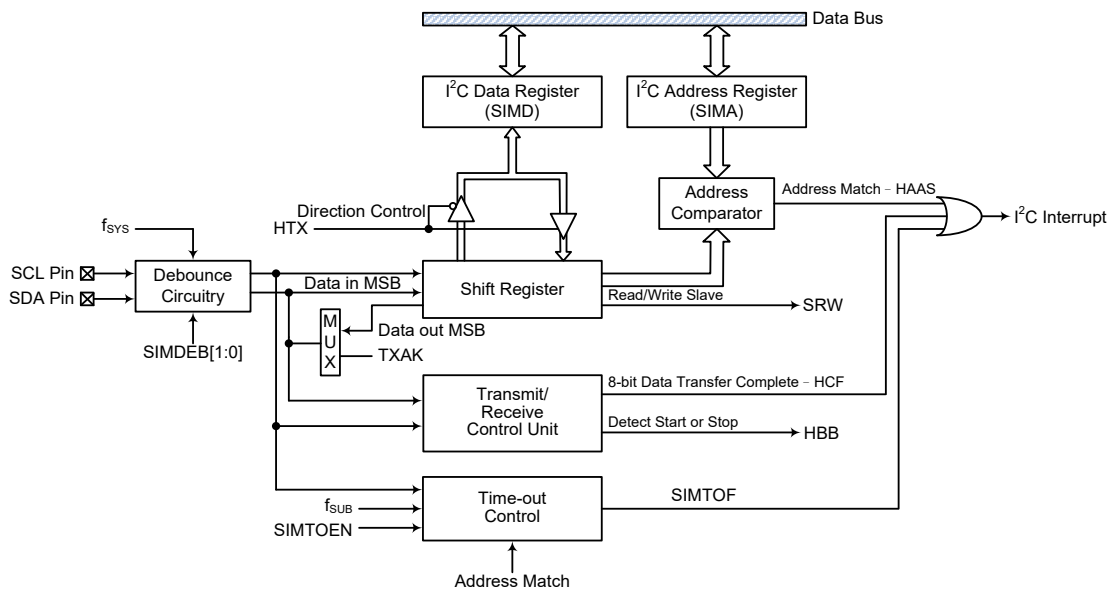 Data Bus
I²C Data Register
(SIMD)
I²C Address Register
(SIMA)
Address
Comparator
Address Match - HAAS
I²C Interrupt
Direction Control
HTX
fSYS
SCL Pin
SDA Pin
Debounce
Circuitry
SIMDEB[1:0]
Data in MSB
Shift Register
Read/Write Slave
SRW
M
U
X
Data out MSB
TXAK
Transmit/
Receive
Control Unit
8-bit Data Transfer Complete - HCF
Detect Start or Stop
HBB
fSUB
SIMTOEN
Time-out
Control
SIMTOF
Address Match